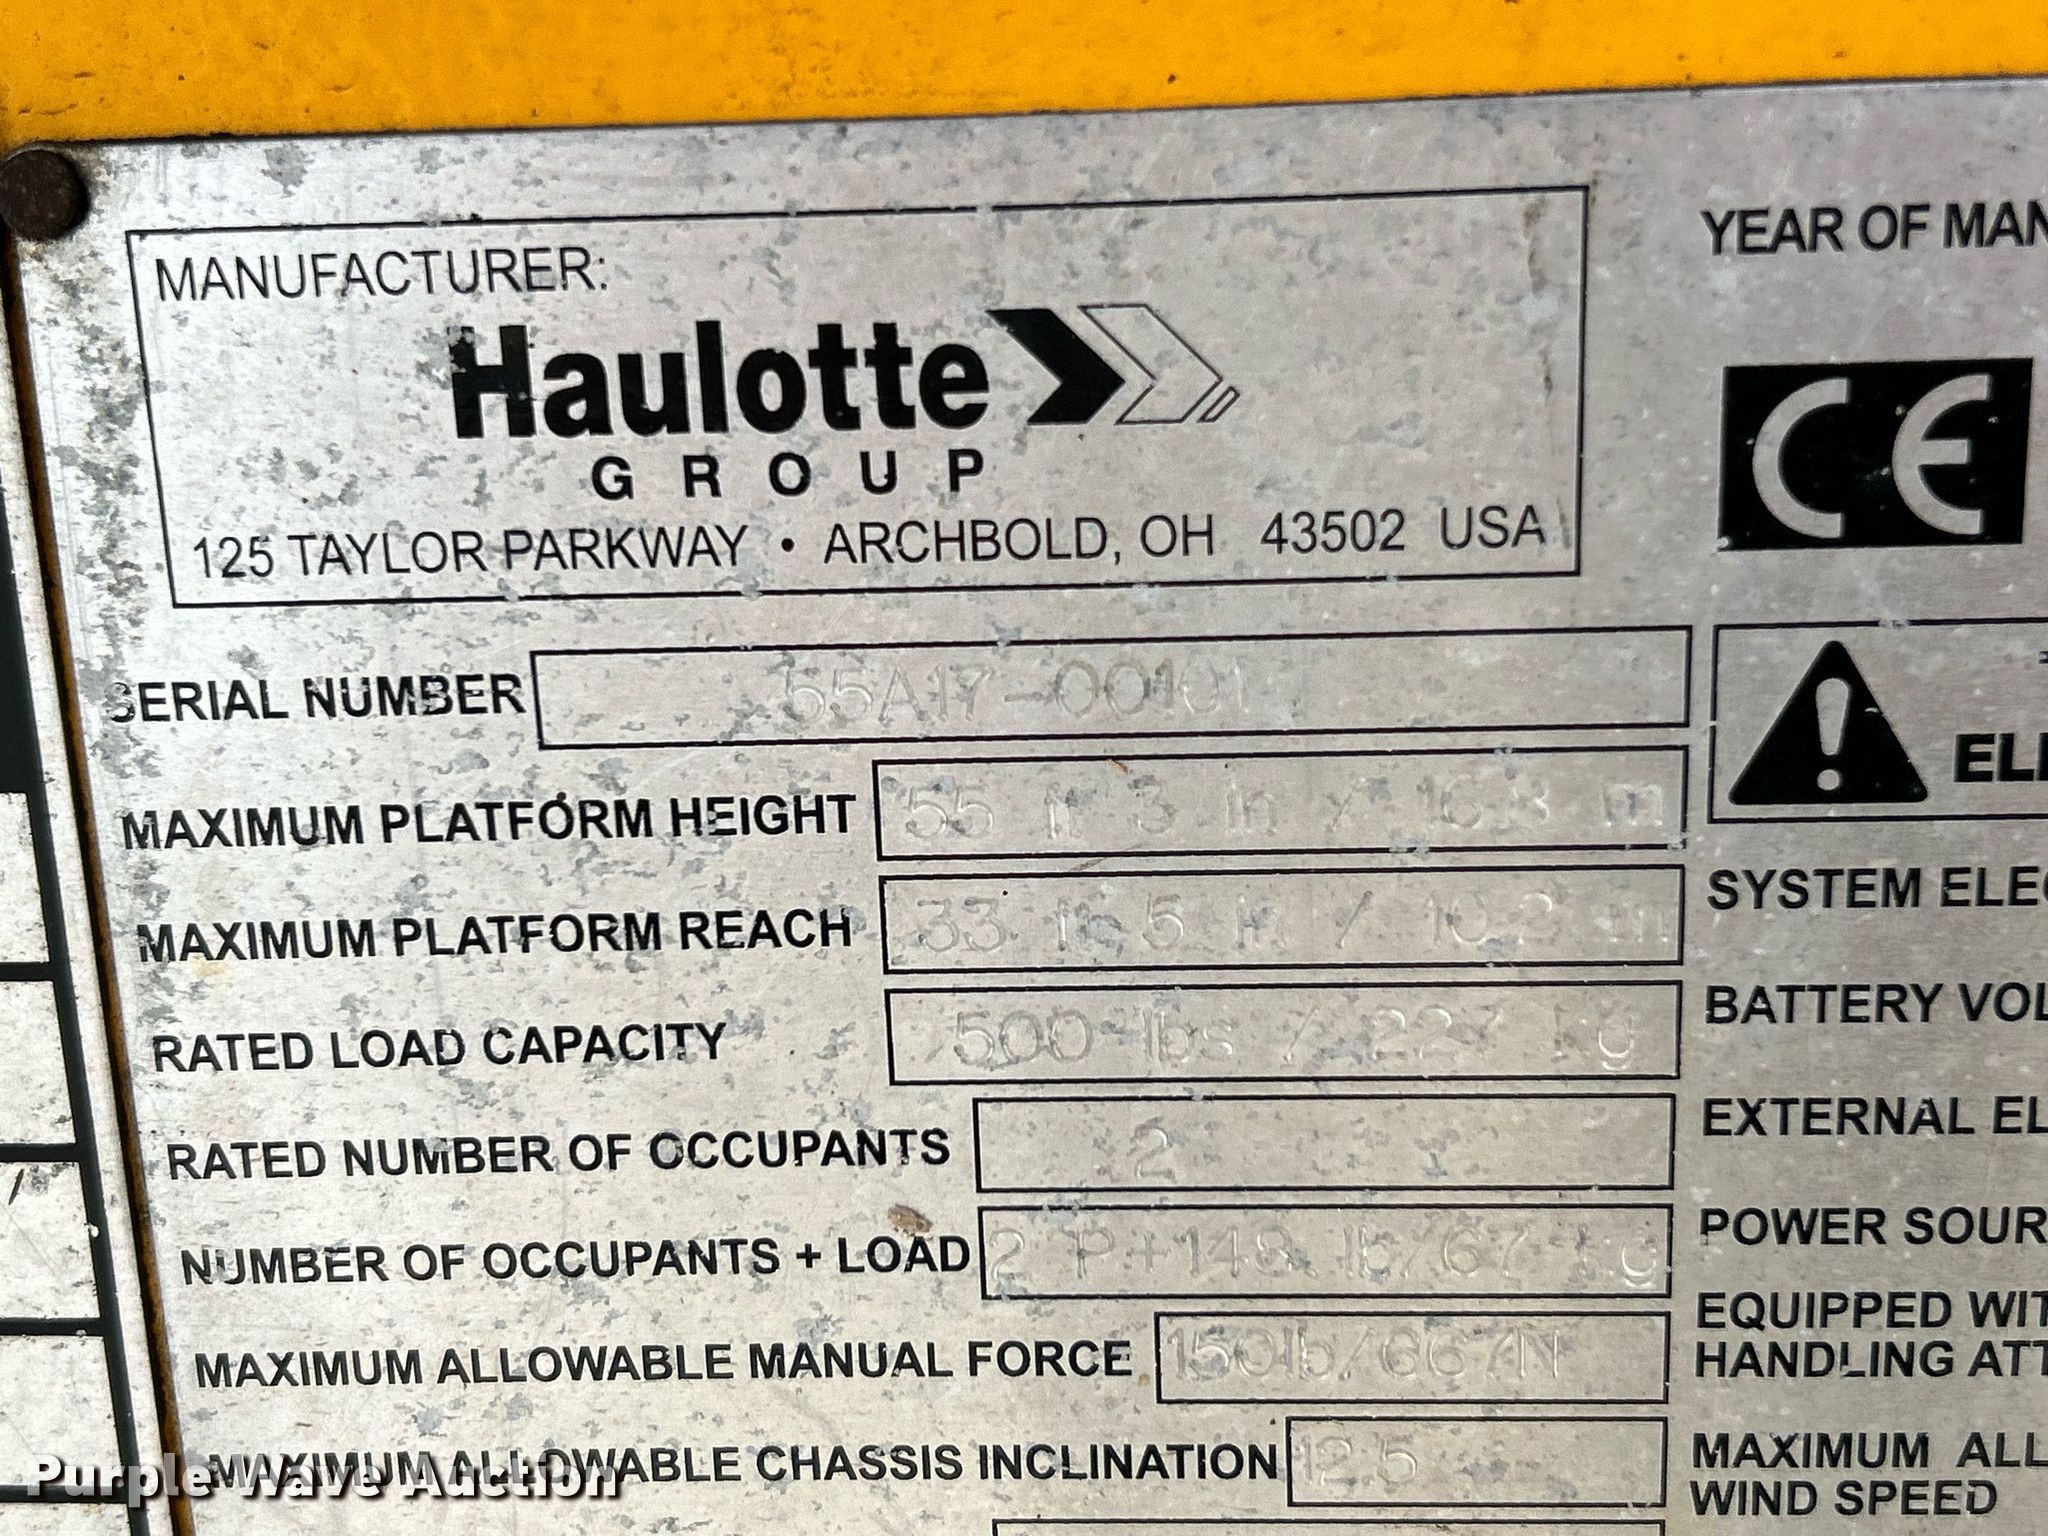 MANUFACTURER:
Haulotte
GROUP
125 TAYLOR PARKWAY • ARCHBOLD, OH 43502 USA
SERIAL NUMBER 55A17-00101
MAXIMUM PLATFORM HEIGHT 55 ft 3 in / 16.8 m
MAXIMUM PLATFORM REACH 33 ft 5 in / 10.2 m
RATED LOAD CAPACITY 500 lbs / 227 kg
RATED NUMBER OF OCCUPANTS 2
NUMBER OF OCCUPANTS + LOAD 2 P+148 lb/67 kg
MAXIMUM ALLOWABLE MANUAL FORCE 150lb/667N
MAXIMUM ALLOWABLE CHASSIS INCLINATION 12.5
YEAR OF MAN
CE
ELE
SYSTEM ELEC
BATTERY VOL
EXTERNAL EL
POWER SOUR
EQUIPPED WIT
HANDLING ATT
MAXIMUM ALL
WIND SPEED
Purple Wave Auction